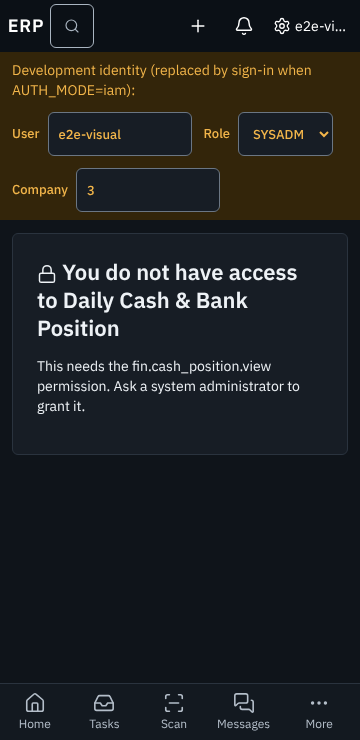 ERP
e2e-vi...
Development identity (replaced by sign-in when
AUTH_MODE=iam):
User e2e-visual Role SYSADM
Company 3
You do not have access
to Daily Cash & Bank
Position
This needs the fin.cash_position.view
permission. Ask a system administrator to
grant it.
Home Tasks Scan Messages More